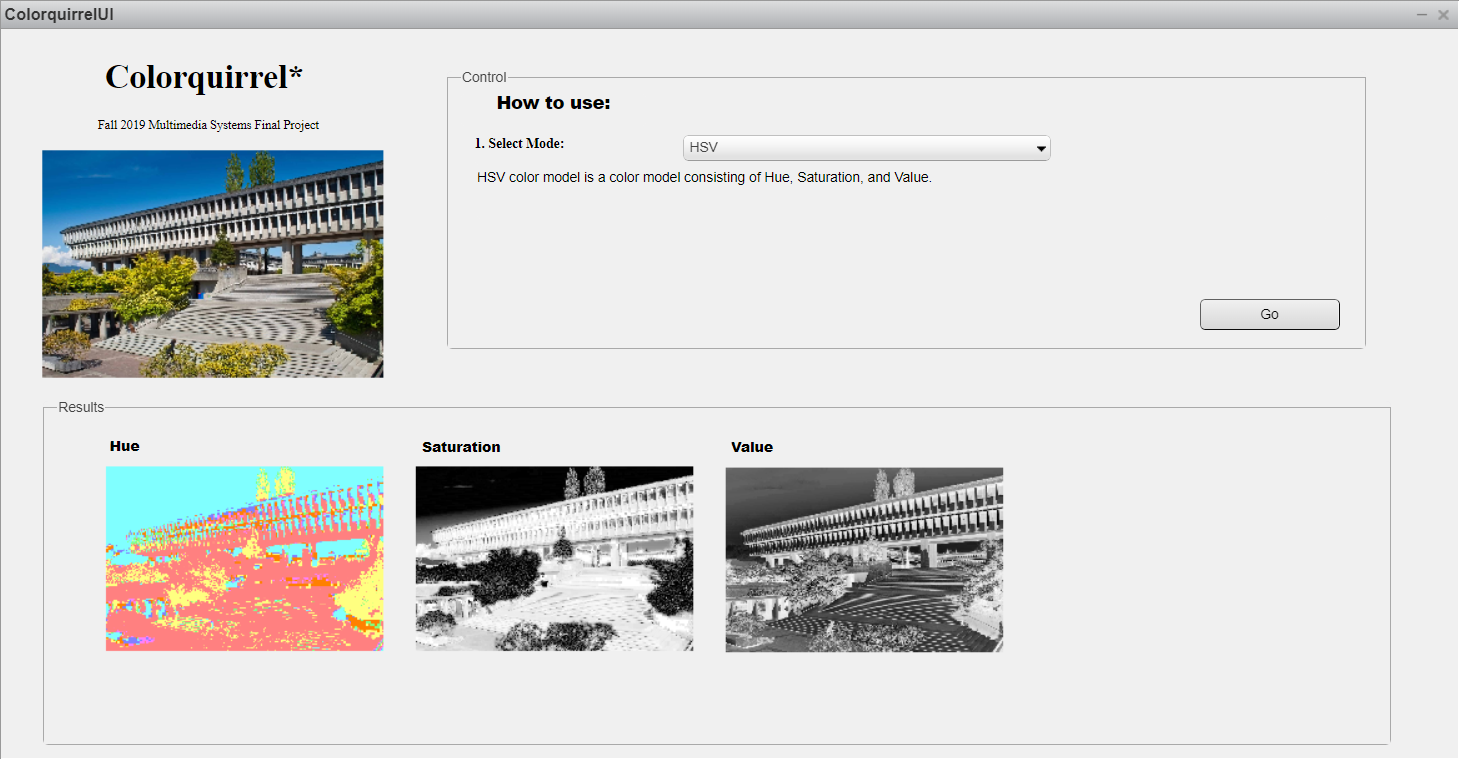 ColorquirrelUI
Colorquirrel*
Fall 2019 Multimedia Systems Final Project
Control
How to use:
1. Select Mode:
HSV
HSV color model is a color model consisting of Hue, Saturation, and Value.
Go
Results
Hue
Saturation
Value